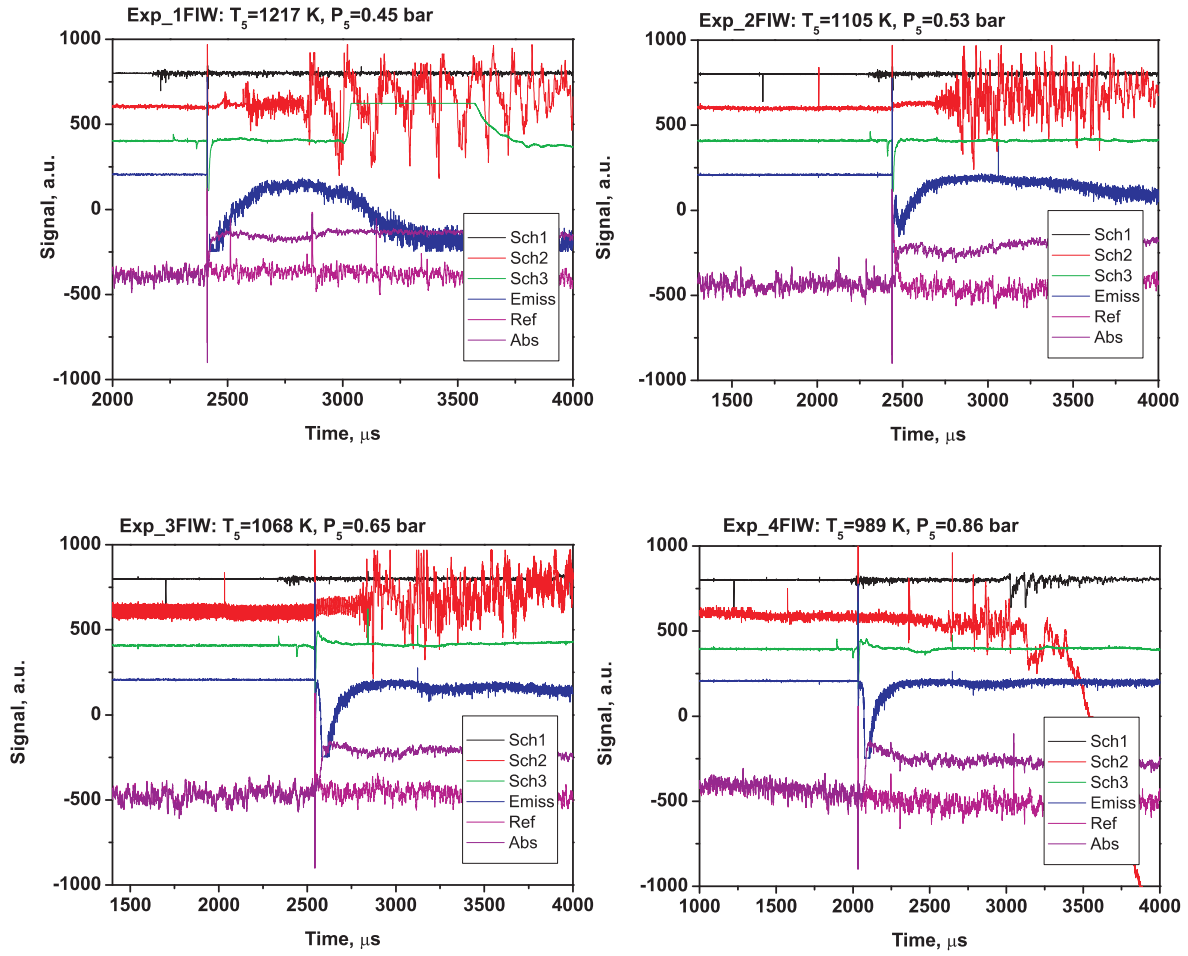 Exp_1FIW: T5=1217 K, P5=0.45 bar
1000
500
0
-500
-1000
Signal, a.u.
Sch1
Sch2
Sch3
Emiss
Ref
Abs
2000 2500 3000 3500 4000
Time, μs
Exp_2FIW: T5=1105 K, P5=0.53 bar
1000
500
0
-500
-1000
Signal, a.u.
Sch1
Sch2
Sch3
Emiss
Ref
Abs
1500 2000 2500 3000 3500 4000
Time, μs
Exp_3FIW: T5=1068 K, P5=0.65 bar
1000
500
0
-500
-1000
Signal, a.u.
Sch1
Sch2
Sch3
Emiss
Ref
Abs
1500 2000 2500 3000 3500 4000
Time, μs
Exp_4FIW: T5=989 K, P5=0.86 bar
1000
500
0
-500
-1000
Signal, a.u.
Sch1
Sch2
Sch3
Emiss
Ref
Abs
1000 1500 2000 2500 3000 3500 4000
Time, μs